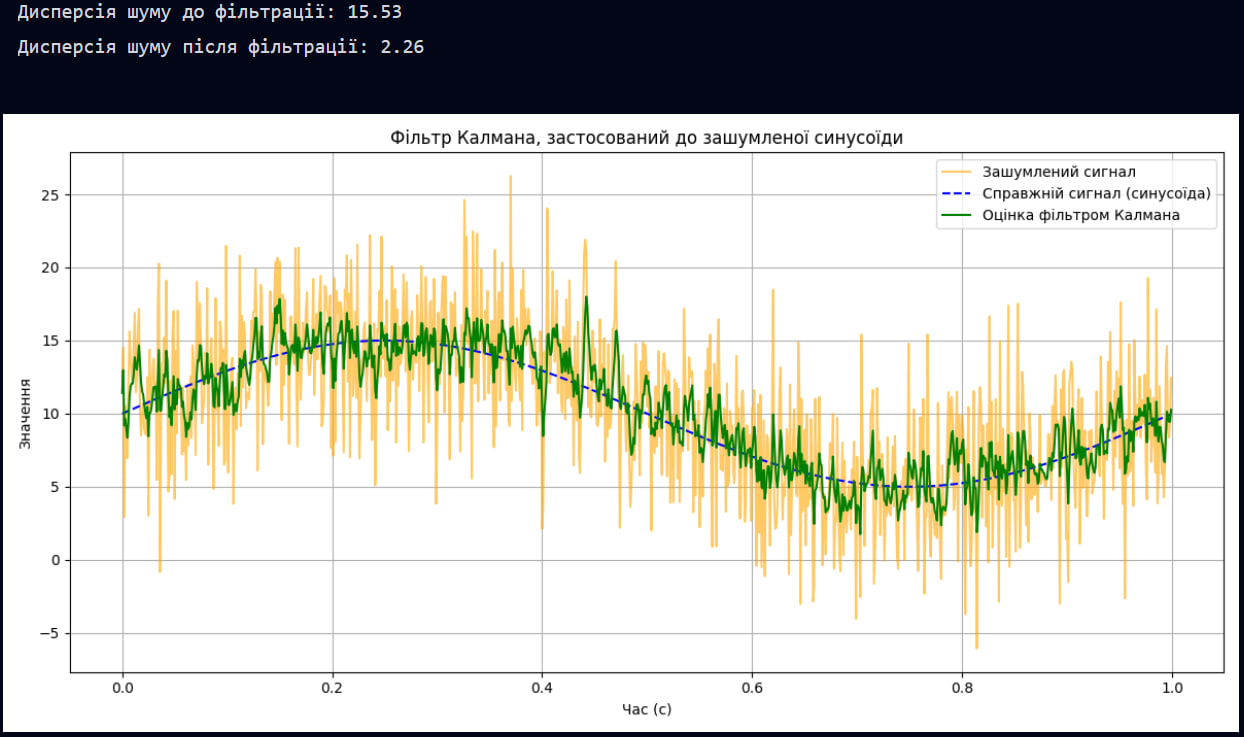 Дисперсія шуму до фільтрації: 15.53
Дисперсія шуму після фільтрації: 2.26
Фільтр Калмана, застосований до зашумленої синусоїди
Зашумлений сигнал
Справжній сигнал (синусоїда)
Оцінка фільтром Калмана
Значення
25
20
15
10
5
0
−5
0.0 0.2 0.4 0.6 0.8 1.0
Час (с)